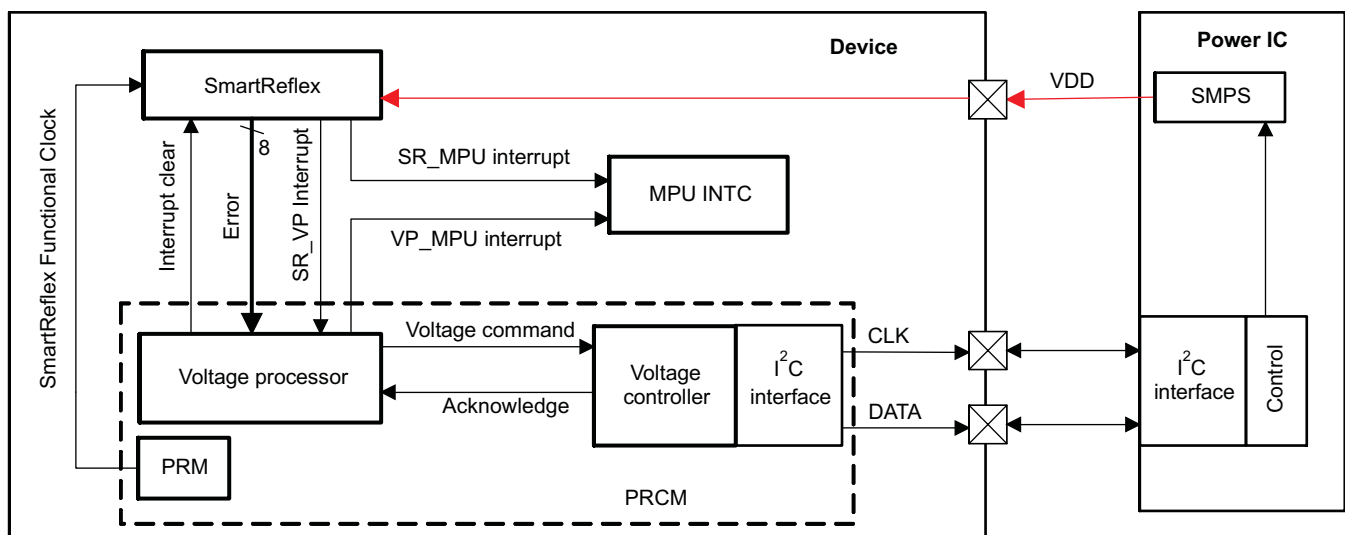 Device
Power IC
SmartReflex
VDD
SMPS
8
SmartReflex Functional Clock
Interrupt clear
Error
SR_VP Interrupt
SR_MPU interrupt
MPU INTC
VP_MPU interrupt
Voltage command
CLK
Voltage processor
Voltage
controller
I²C
interface
I²C
interface
Control
Acknowledge
DATA
PRM
PRCM